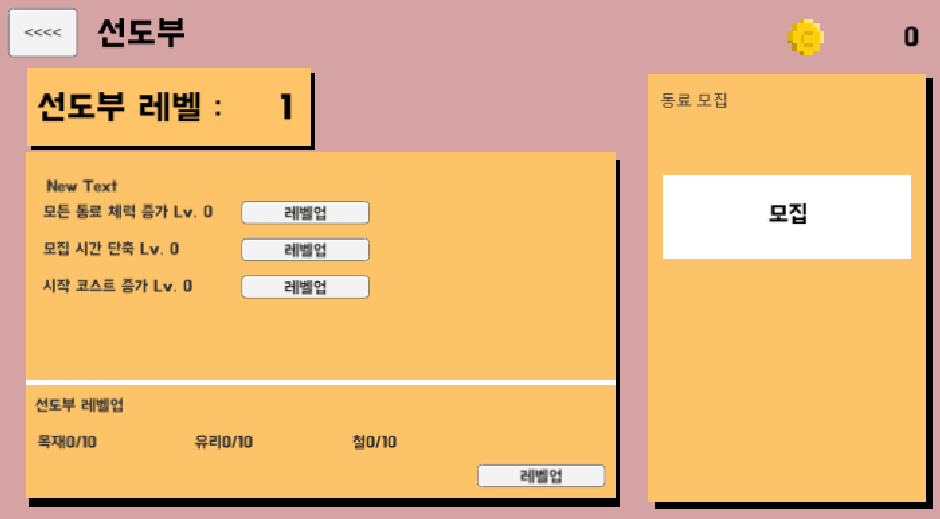 <<<< 선도부
0
선도부 레벨 : 1
New Text
모든 동료 체력 증가 Lv. 0 레벨업
모집 시간 단축 Lv. 0 레벨업
시작 코스트 증가 Lv. 0 레벨업
선도부 레벨업
목재0/10 유리0/10 철0/10
레벨업
동료 모집
모집